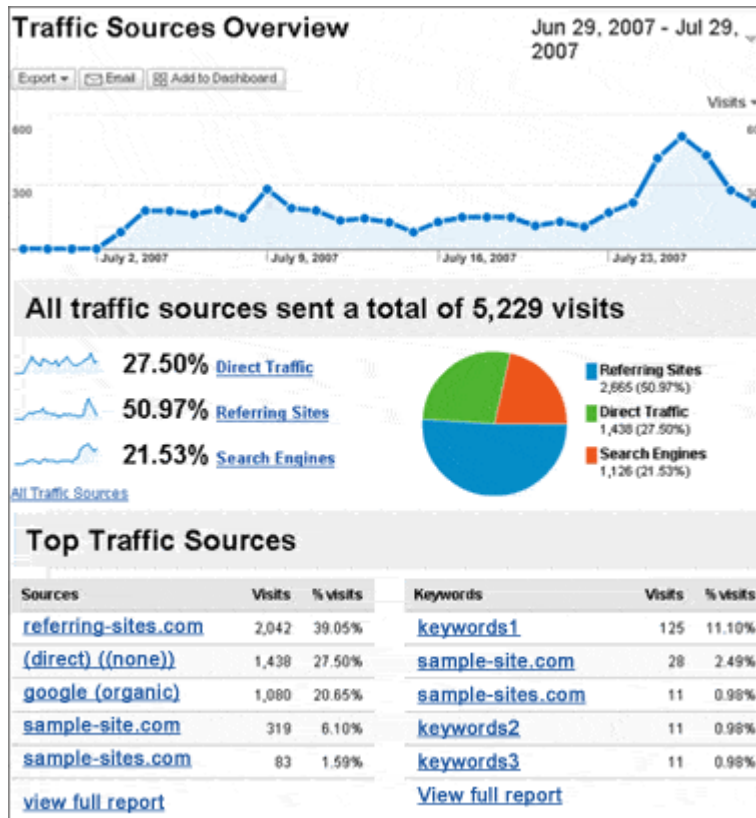 Traffic Sources Overview
Jun 29, 2007 - Jul 29,
2007
Export
Email
Add to Dashboard
Visits
600
300
July 2, 2007
July 9, 2007
July 16, 2007
July 23, 2007
All traffic sources sent a total of 5,229 visits
27.50% Direct Traffic
50.97% Referring Sites
21.53% Search Engines
All Traffic Sources
Referring Sites
2,665 (50.97%)
Direct Traffic
1,438 (27.50%)
Search Engines
1,126 (21.53%)
Top Traffic Sources
Sources Visits % visits
referring-sites.com 2,042 39.05%
(direct) ((none)) 1,438 27.50%
google (organic) 1,080 20.65%
sample-site.com 319 6.10%
sample-sites.com 83 1.59%
view full report
Keywords Visits % visits
keywords1 125 11.10%
sample-site.com 28 2.49%
sample-sites.com 11 0.98%
keywords2 11 0.98%
keywords3 11 0.98%
View full report